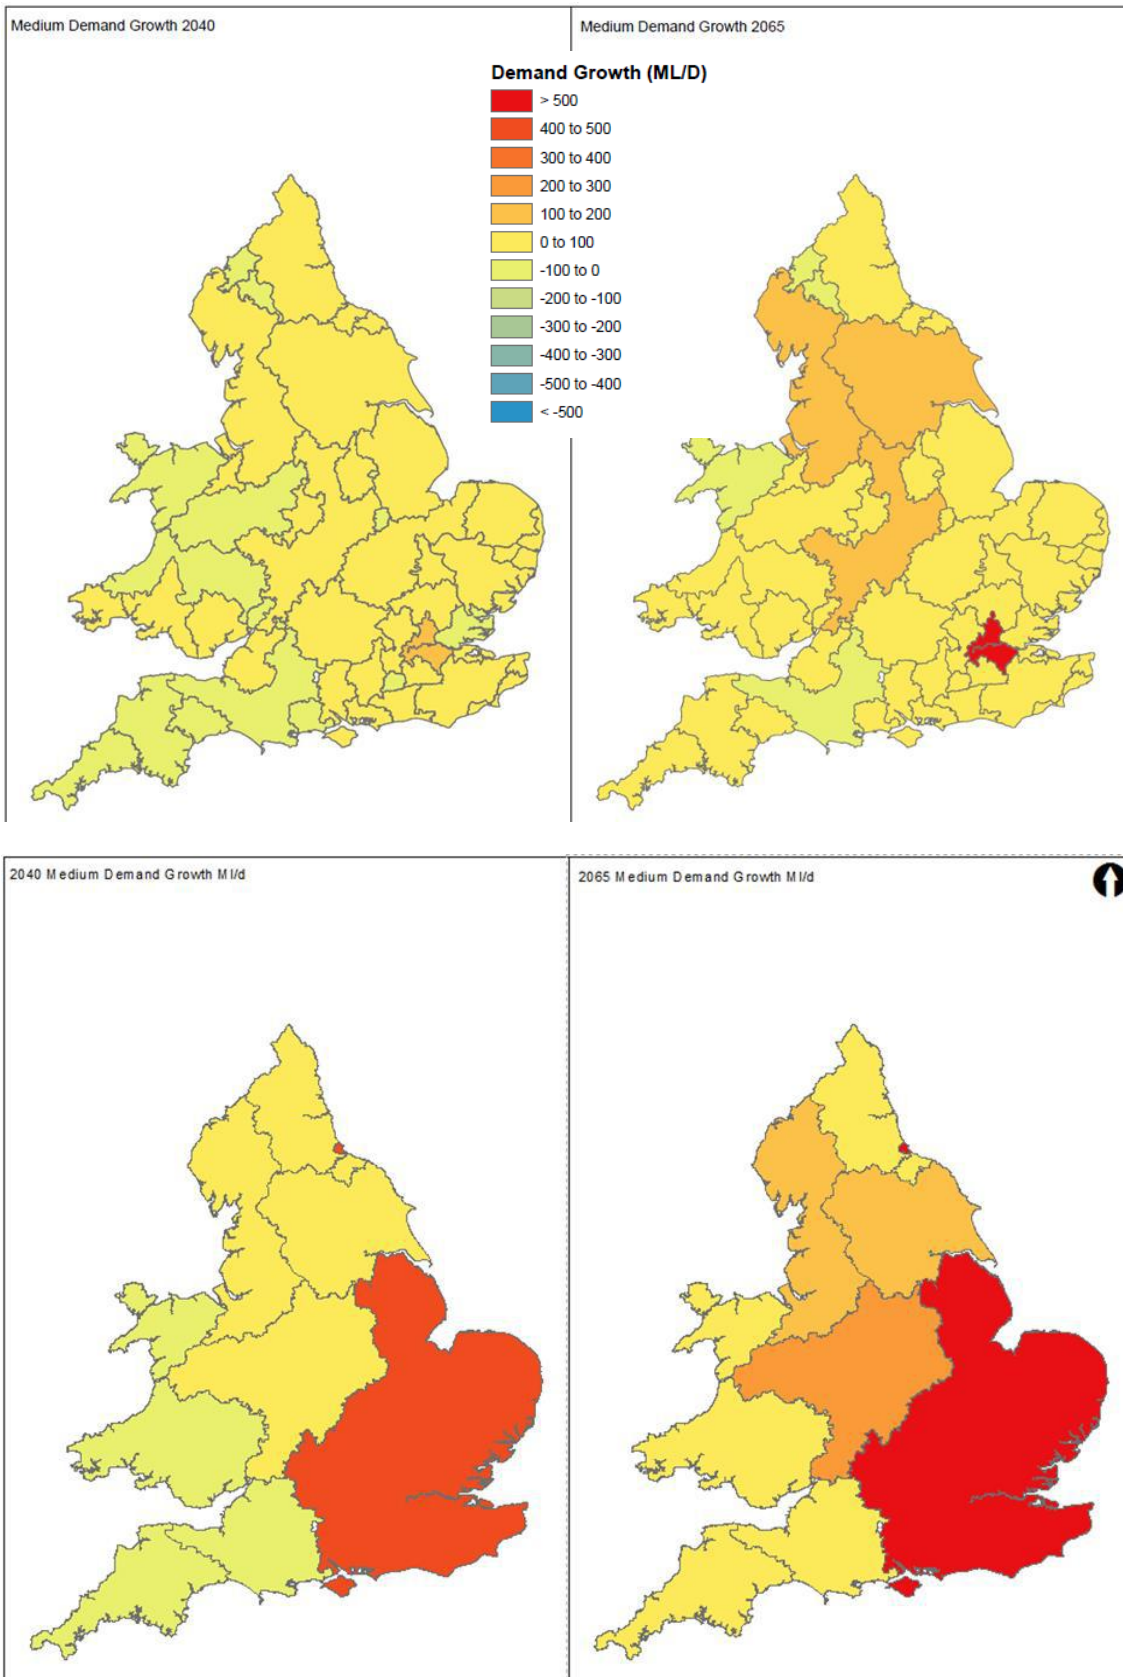 Medium Demand Growth 2040
Medium Demand Growth 2065
Demand Growth (ML/D)
> 500
400 to 500
300 to 400
200 to 300
100 to 200
0 to 100
-100 to 0
-200 to -100
-300 to -200
-400 to -300
-500 to -400
< -500
2040 Medium Demand Growth Ml/d
2065 Medium Demand Growth Ml/d